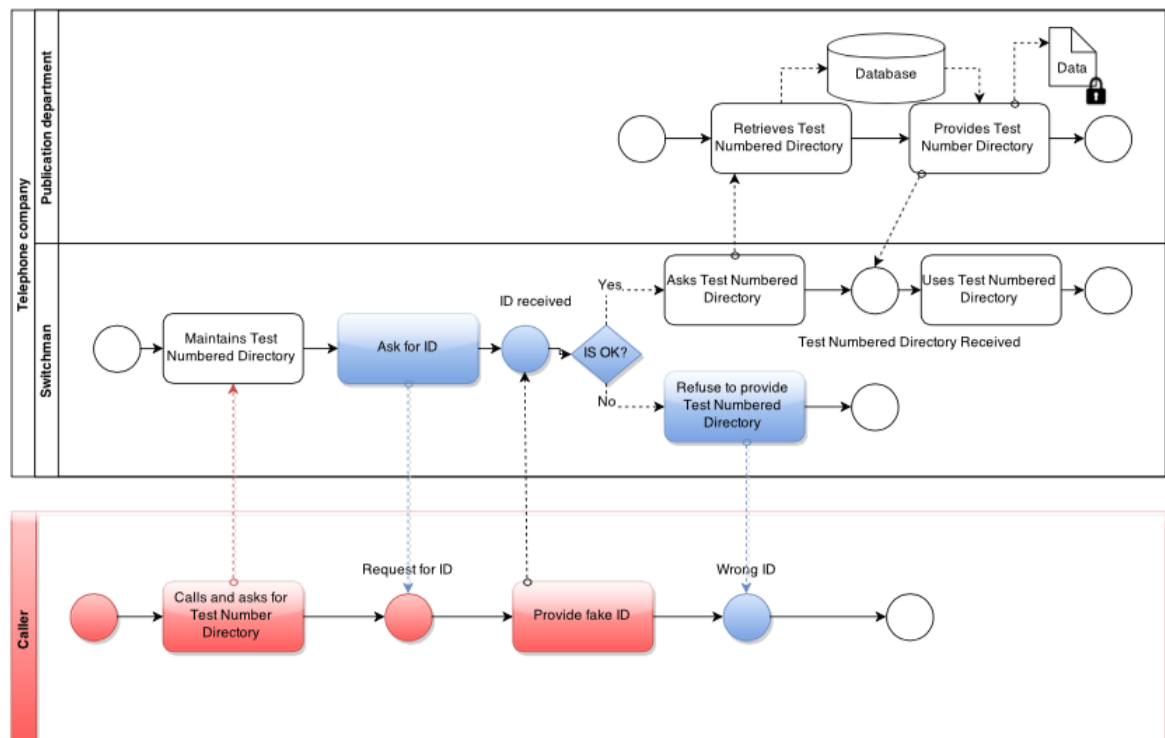 Telephone company
Publication department
Database
Data
Retrieves Test
Numbered Directory
Provides Test
Number Directory
Switchman
Maintains Test
Numbered Directory
Ask for ID
ID received
IS OK?
Yes
No
Asks Test Numbered
Directory
Uses Test Numbered
Directory
Test Numbered Directory Received
Refuse to provide
Test Numbered
Directory
Caller
Calls and asks for
Test Number
Directory
Request for ID
Provide fake ID
Wrong ID